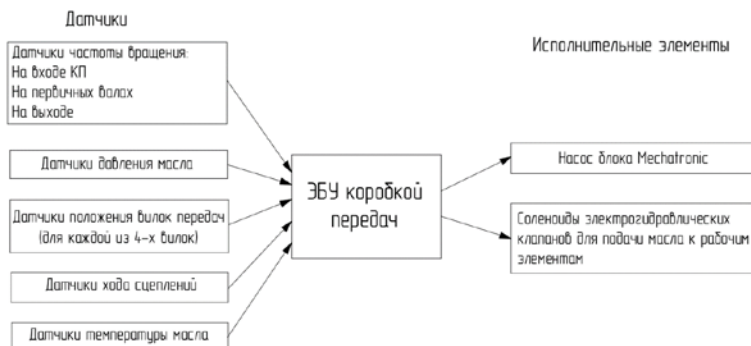 Датчики
Датчики частоты вращения:
На входе КП
На первичных валах
На выходе
Датчики давления масла
Датчики положения вилок передач
(для каждой из 4-х вилок)
Датчики хода сцеплений
Датчики температуры масла
ЭБУ коробкой
передач
Исполнительные элементы
Насос блока Mechatronic
Соленоиды электрогидравлических
клапанов для подачи масла к рабочим
элементам